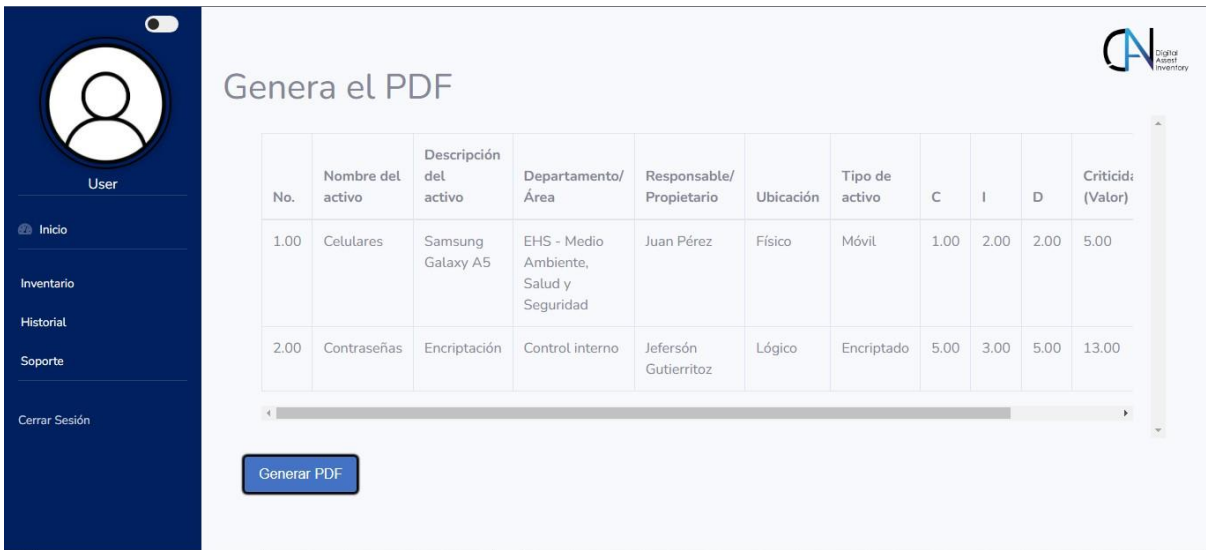 User
Inicio
Inventario
Historial
Soporte
Cerrar Sesión
Digital
Assest
Inventory
Genera el PDF
No. Nombre del activo Descripción del activo Departamento/ Área Responsable/ Propietario Ubicación Tipo de activo C I D Criticida (Valor)
1.00 Celulares Samsung Galaxy A5 EHS - Medio Ambiente, Salud y Seguridad Juan Pérez Físico Móvil 1.00 2.00 2.00 5.00
2.00 Contraseñas Encriptación Control interno Jefersón Gutierritoz Lógico Encriptado 5.00 3.00 5.00 13.00
Generar PDF